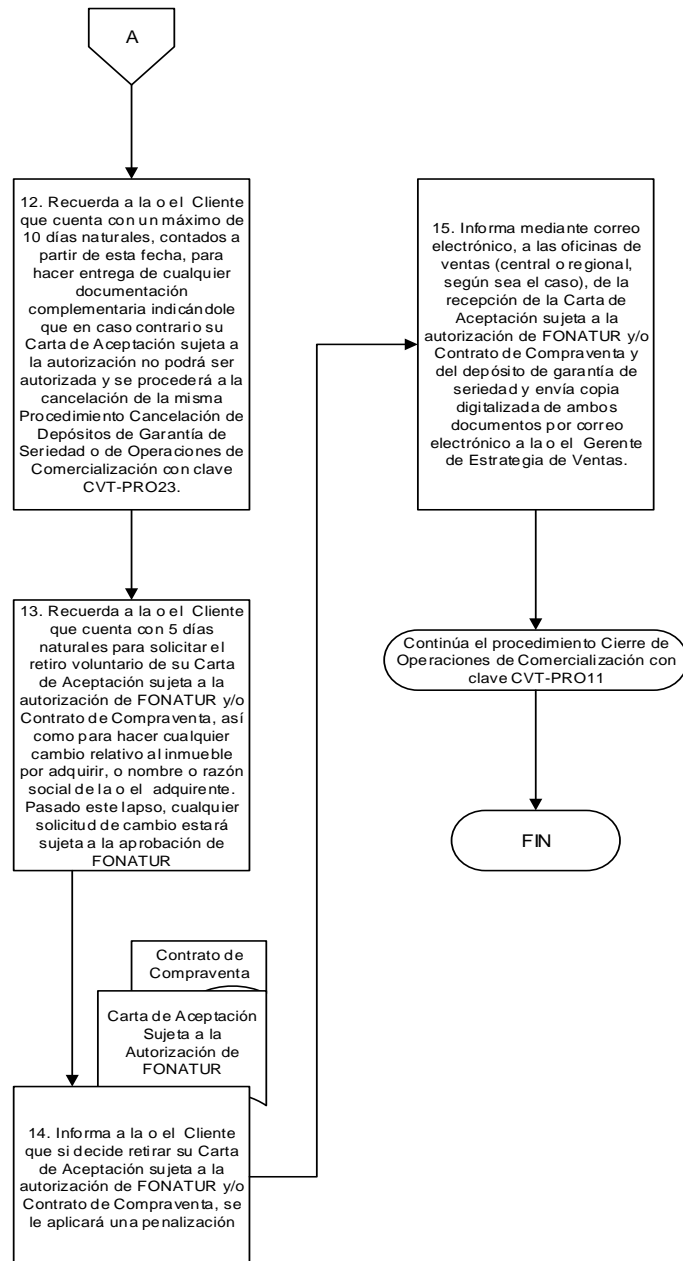 A
12. Recuerda a la o el Cliente
que cuenta con un máximo de
10 días naturales, contados a
partir de esta fecha, para
hacer entrega de cualquier
documentación
complementaria indicándole
que en caso contrario su
Carta de Aceptación sujeta a
la autorización no podrá ser
autorizada y se procederá a la
cancelación de la misma
Procedimiento Cancelación de
Depósitos de Garantía de
Seriedad o de Operaciones de
Comercialización con clave
CVT-PRO23.
13. Recuerda a la o el Cliente
que cuenta con 5 días
naturales para solicitar el
retiro voluntario de su Carta
de Aceptación sujeta a la
autorización de FONATUR y/o
Contrato de Compraventa, así
como para hacer cualquier
cambio relativo al inmueble
por adquirir, o nombre o razón
social de la o el adquirente.
Pasado este lapso, cualquier
solicitud de cambio estará
sujeta a la aprobación de
FONATUR
Contrato de
Compraventa
Carta de Aceptación
Sujeta a la
Autorización de
FONATUR
14. Informa a la o el Cliente
que si decide retirar su Carta
de Aceptación sujeta a la
autorización de FONATUR y/o
Contrato de Compraventa, se
le aplicará una penalización
15. Informa mediante correo
electrónico, a las oficinas de
ventas (central o regional,
según sea el caso), de la
recepción de la Carta de
Aceptación sujeta a la
autorización de FONATUR y/o
Contrato de Compraventa y
del depósito de garantía de
seriedad y envía copia
digitalizada de ambos
documentos por correo
electrónico a la o el Gerente
de Estrategia de Ventas.
Continúa el procedimiento Cierre de
Operaciones de Comercialización con
clave CVT-PRO11
FIN